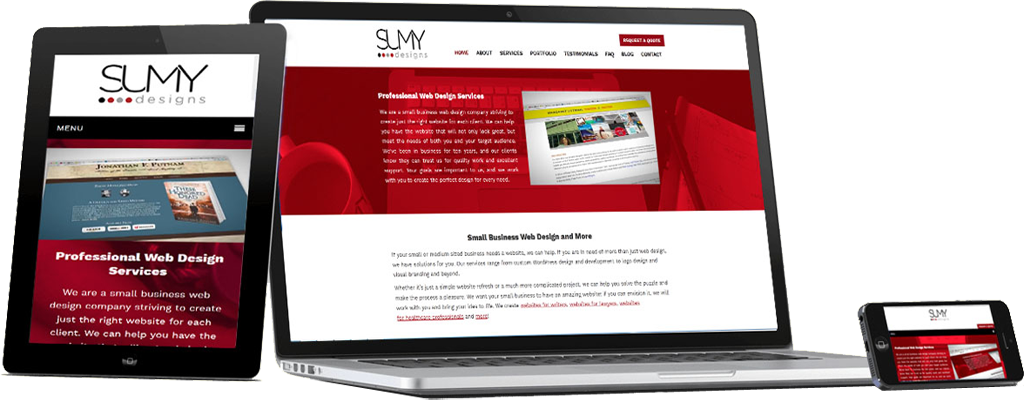 SUMY
designs
MENU
JONATHAN F. PUTNAM
THESE
HONORED
DEAD
Professional Web Design
Services
We are a small business web
design company striving to create
just the right website for each
client. We can help you have the
SUMY
designs
REQUEST A QUOTE
HOME ABOUT SERVICES PORTFOLIO TESTIMONIALS FAQ BLOG CONTACT
Professional Web Design Services
We are a small business web design company striving to
create just the right website for each client. We can help
you have the website that will not only look great, but
meet the needs of both you and your target audience.
We've been in business for ten years, and our clients
know they can trust us for quality work and excellent
support. Your goals are important to us, and we work
with you to create the perfect design for every need.
Small Business Web Design and More
If your small or medium sized business needs a website, we can help. If you are in need of more than just web design,
we have solutions for you. Our services range from custom WordPress design and development to logo design and
visual branding and beyond.
Whether it's just a simple website refresh or a much more complicated project, we can help you solve the puzzle and
make the process a pleasure. We want your small business to have an amazing website! If you can envision it, we will
work with you and bring your idea to life. We create websites for writers, websites for lawyers, websites
for healthcare professionals and more!
SUMY
designs
Professional Web Design Services